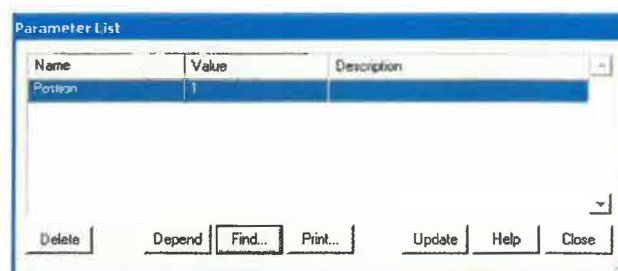 Parameter List
Name Value Description
Position 1
Delete Depend Find... Print... Update Help Close